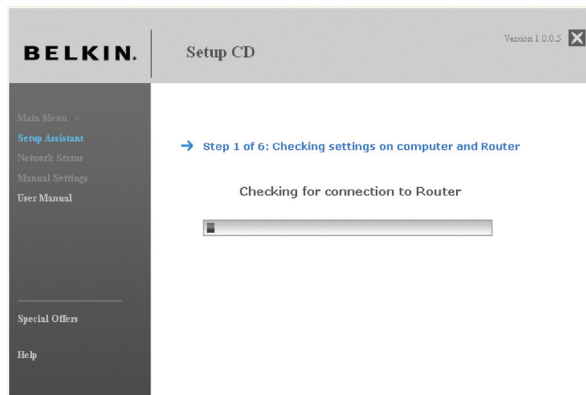 BELKIN.
Setup CD
Version 1.0.0.5
Main Menu >
Setup Assistant
Network Status
Manual Settings
User Manual
Special Offers
Help
Step 1 of 6: Checking settings on computer and Router
Checking for connection to Router